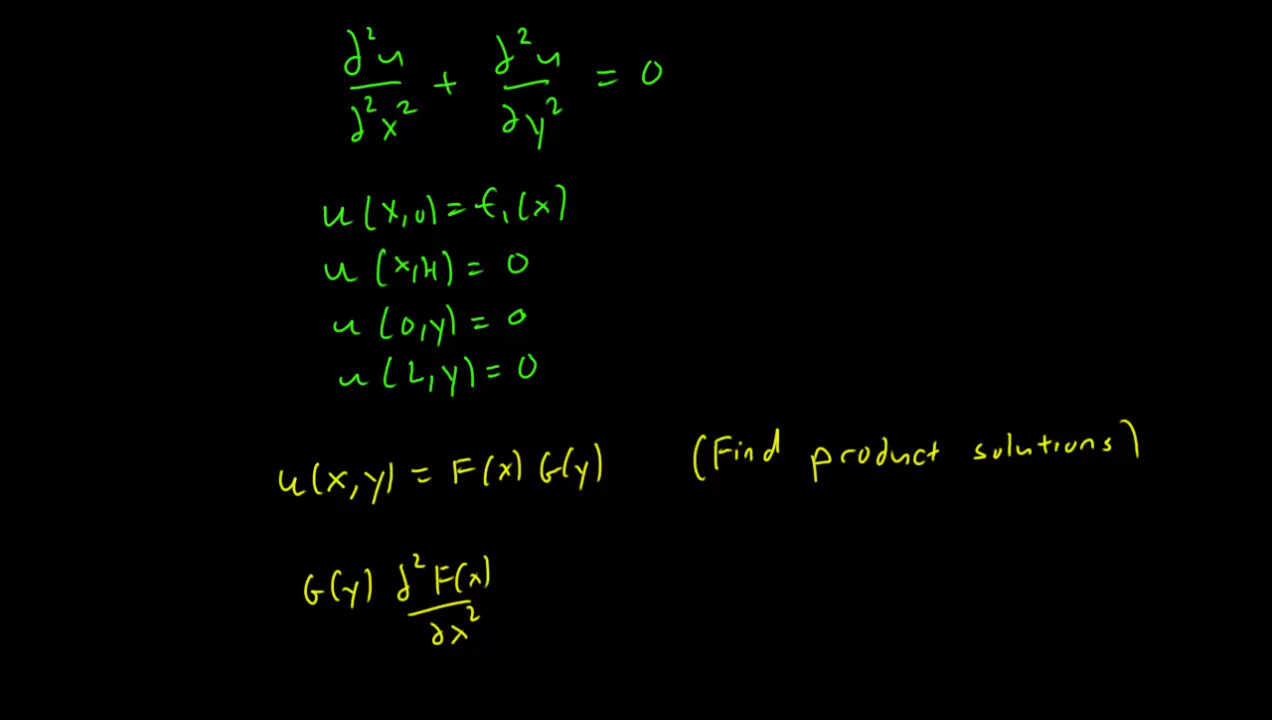 ∂²u/∂²x² + ∂²u/∂y² = 0
u(x,0) = f₁(x)
u(x,H) = 0
u(0,y) = 0
u(L,y) = 0
u(x,y) = F(x) G(y) (Find product solutions)
G(y) ∂²F(x)/∂x²